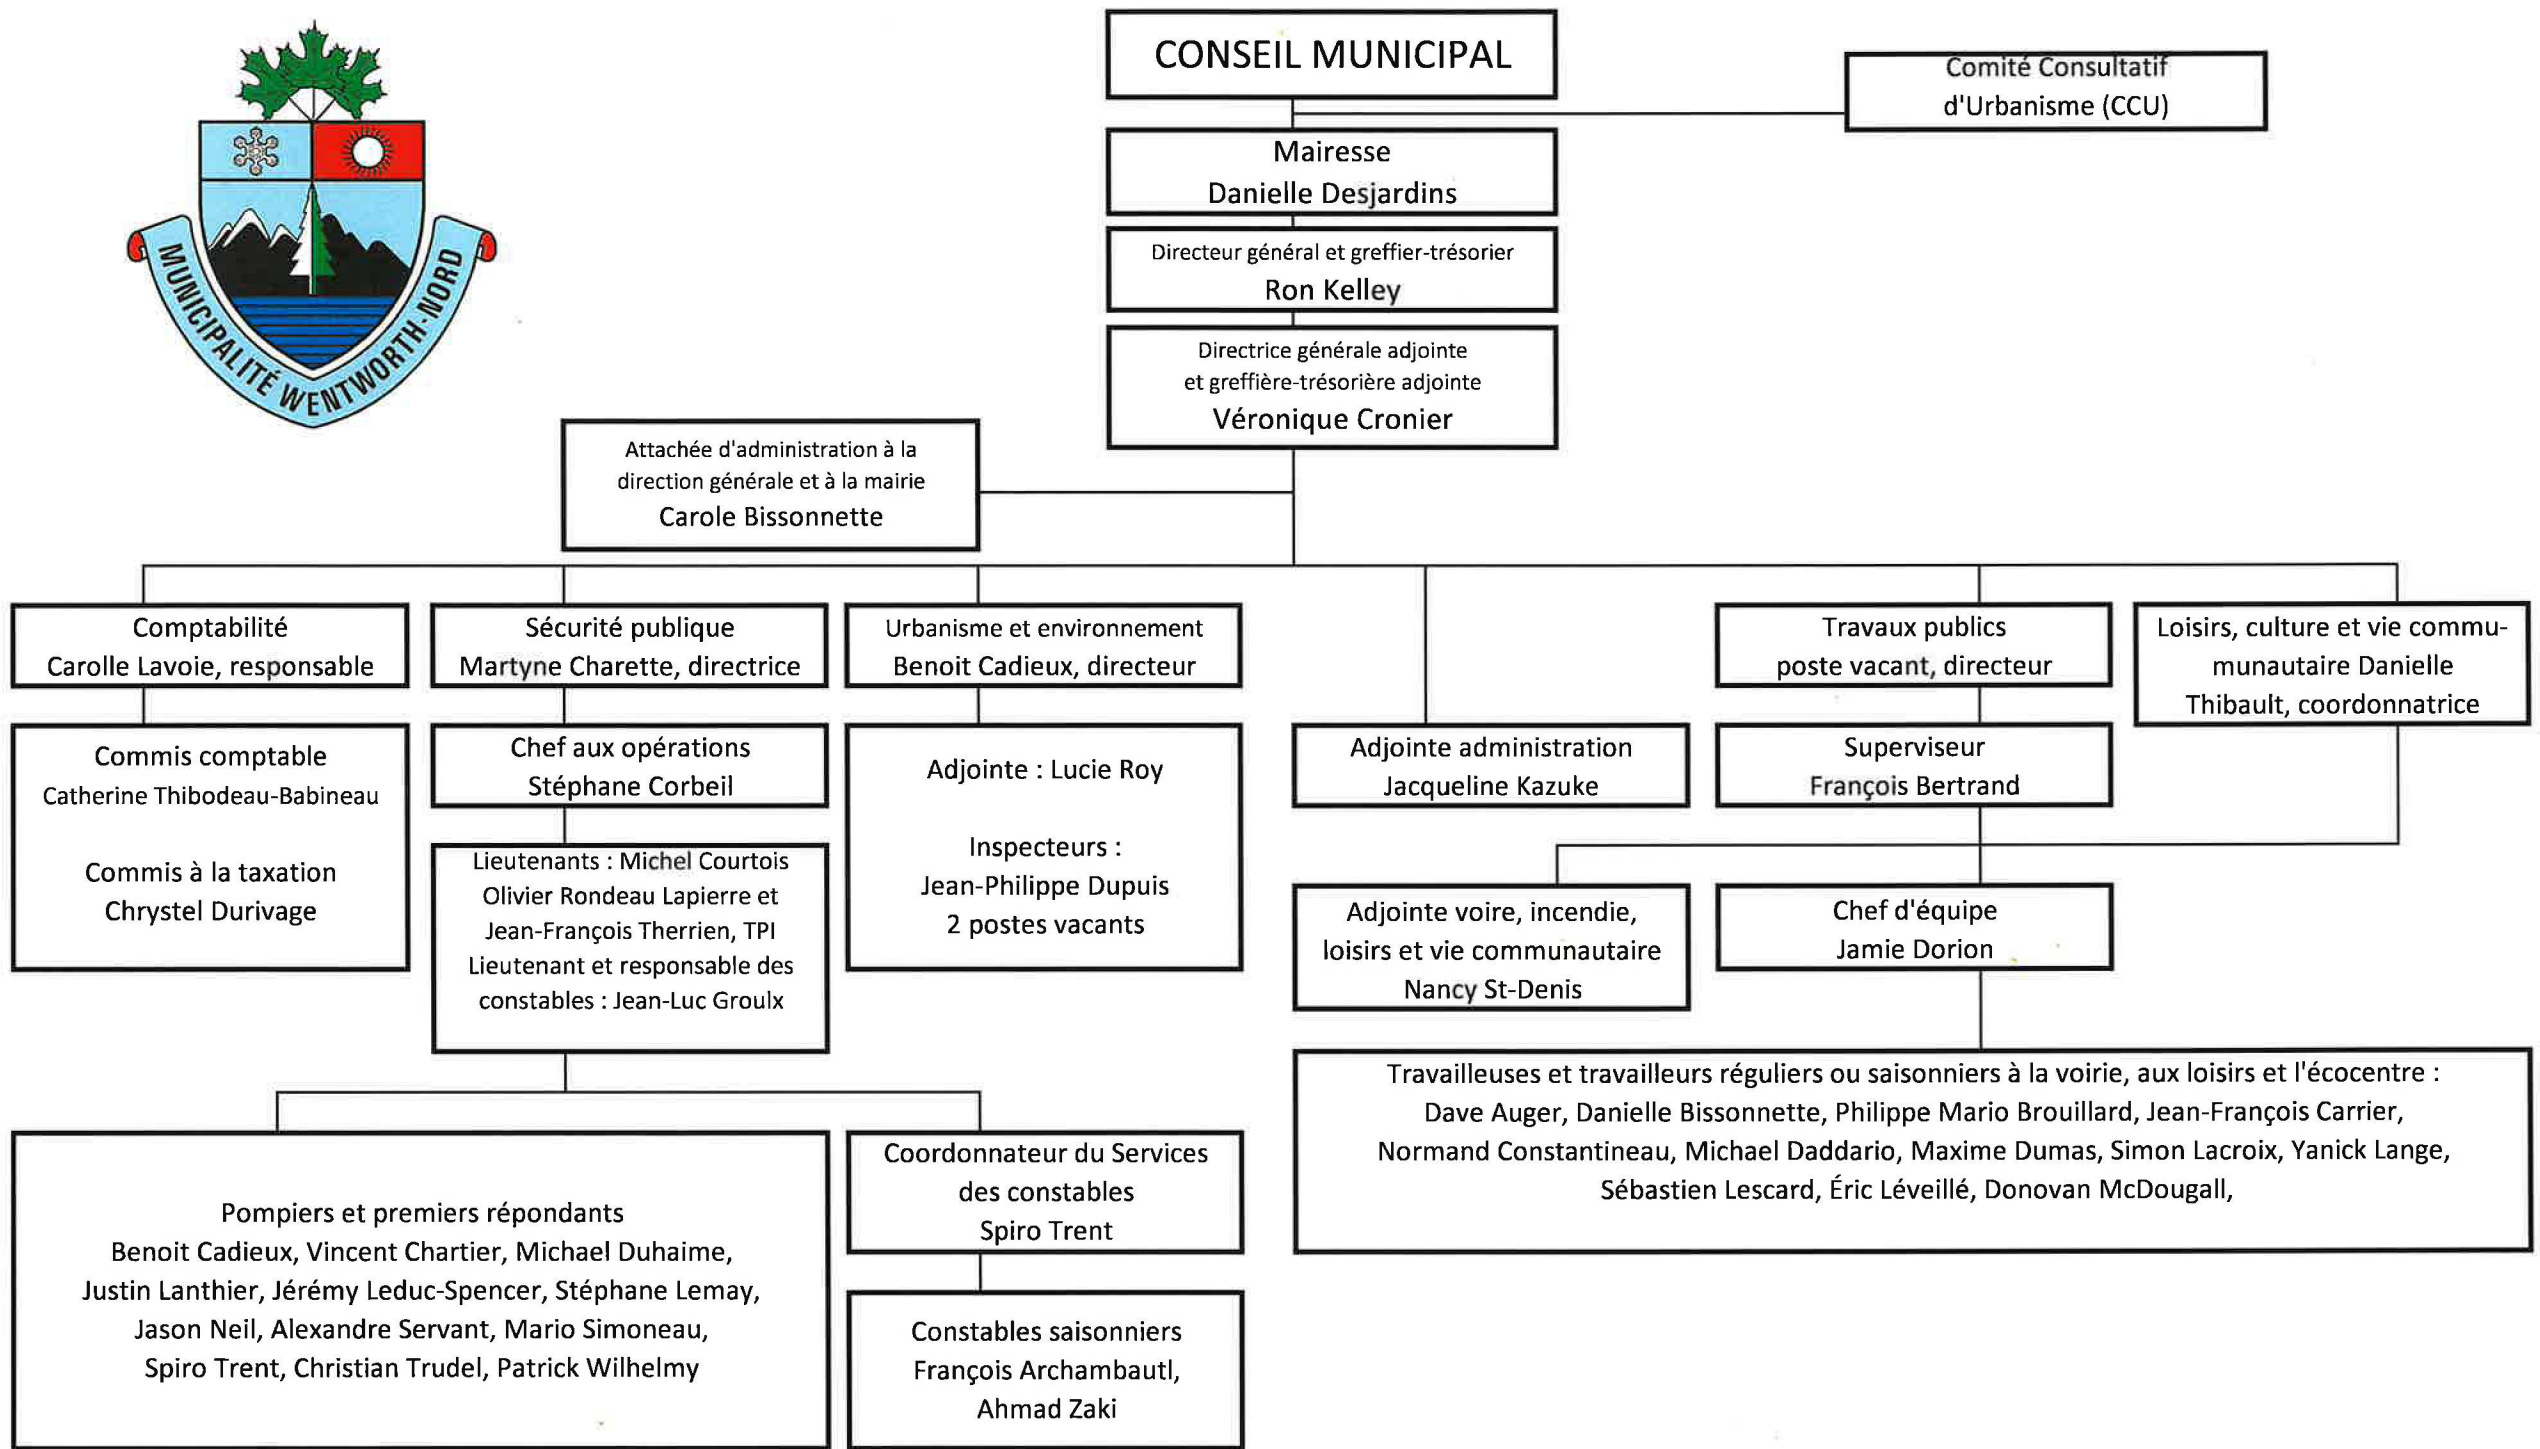 CONSEIL MUNICIPAL
Comité Consultatif
d'Urbanisme (CCU)
Mairesse
Danielle Desjardins
Directeur général et greffier-trésorier
Ron Kelley
Directrice générale adjointe
et greffière-trésorière adjointe
Véronique Cronier
MUNICIPALITÉ WENTWORTH-NORD
Attachée d'administration à la
direction générale et à la mairie
Carole Bissonnette
Comptabilité
Carolle Lavoie, responsable
Commis comptable
Catherine Thibodeau-Babineau
Commis à la taxation
Chrystel Durivage
Sécurité publique
Martyne Charette, directrice
Chef aux opérations
Stéphane Corbeil
Lieutenants : Michel Courtois
Olivier Rondeau Lapierre et
Jean-François Therrien, TPI
Lieutenant et responsable des
constables : Jean-Luc Groulx
Pompiers et premiers répondants
Benoit Cadieux, Vincent Chartier, Michael Duhaime,
Justin Lanthier, Jérémy Leduc-Spencer, Stéphane Lemay,
Jason Neil, Alexandre Servant, Mario Simoneau,
Spiro Trent, Christian Trudel, Patrick Wilhelmy
Coordonnateur du Services
des constables
Spiro Trent
Constables saisonniers
François Archambautl,
Ahmad Zaki
Urbanisme et environnement
Benoit Cadieux, directeur
Adjointe : Lucie Roy
Inspecteurs :
Jean-Philippe Dupuis
2 postes vacants
Adjointe administration
Jacqueline Kazuke
Travaux publics
poste vacant, directeur
Superviseur
François Bertrand
Loisirs, culture et vie commu-
munautaire Danielle
Thibault, coordonnatrice
Adjointe voire, incendie,
loisirs et vie communautaire
Nancy St-Denis
Chef d'équipe
Jamie Dorion
Travailleuses et travailleurs réguliers ou saisonniers à la voirie, aux loisirs et l'écocentre :
Dave Auger, Danielle Bissonnette, Philippe Mario Brouillard, Jean-François Carrier,
Normand Constantineau, Michael Daddario, Maxime Dumas, Simon Lacroix, Yanick Lange,
Sébastien Lescard, Éric Léveillé, Donovan McDougall,